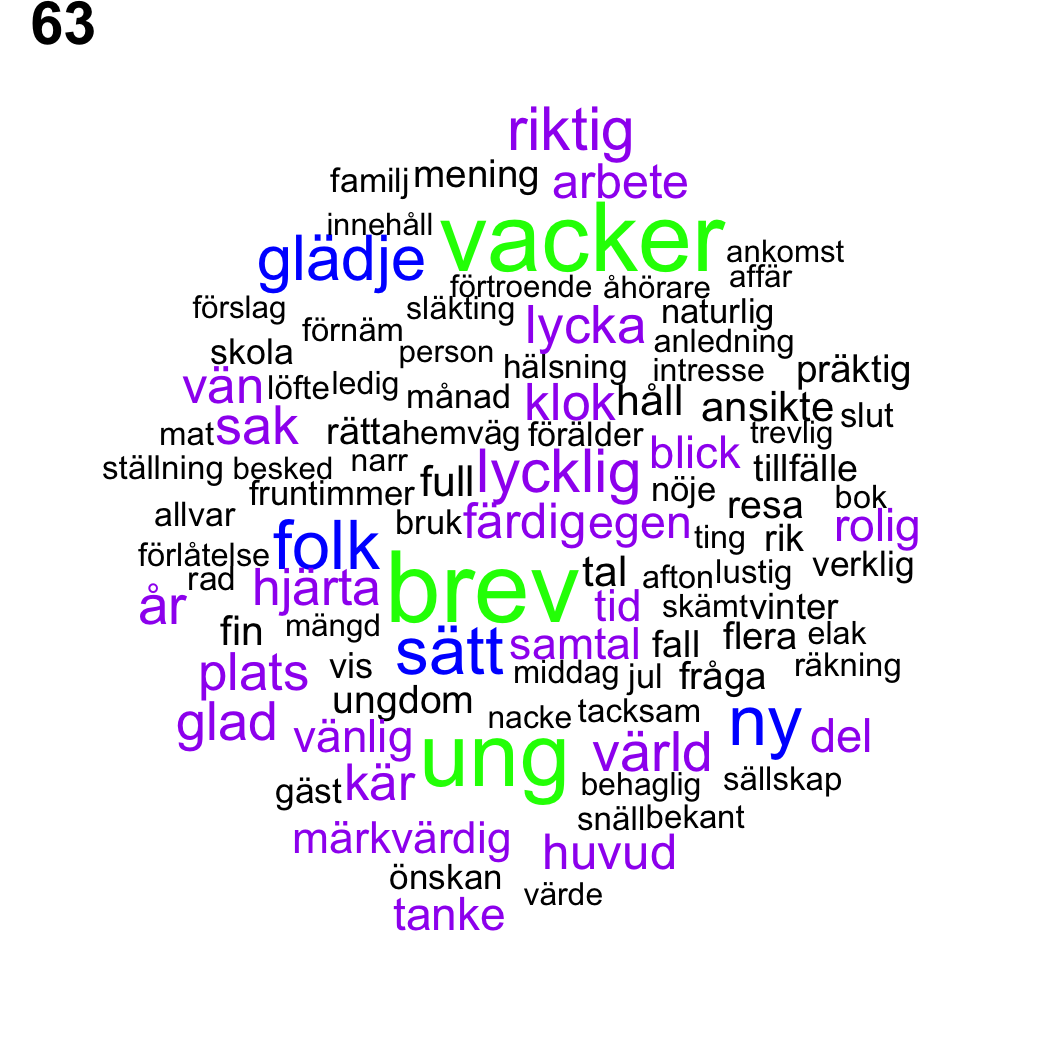 63
riktig
familj mening arbete
innehåll vacker
glädje ankomst
förtroende åhörare affär
förslag släkting lycka naturlig
förnäm anledning
skola person hälsning intresse präktig
vän löfte ledig månad klok håll ansikte slut
mat sak rätta hemväg förälder blick trevlig
ställning besked narr full lycklig tillfälle
fruntimmer nöje resa bok
allvar bruk färdig egen ting rik rolig
förlåtelse folk
rad hjärta brev tal afton lustig verklig
år tid skämt vinter
fin mängd sätt samtal fall flera elak
plats vis middag jul fråga räkning
ungdom nacke tacksam
glad vänlig ung värld ny del
gäst kär behaglig sällskap
snäll bekant
märkvärdig huvud
önskan värde
tanke